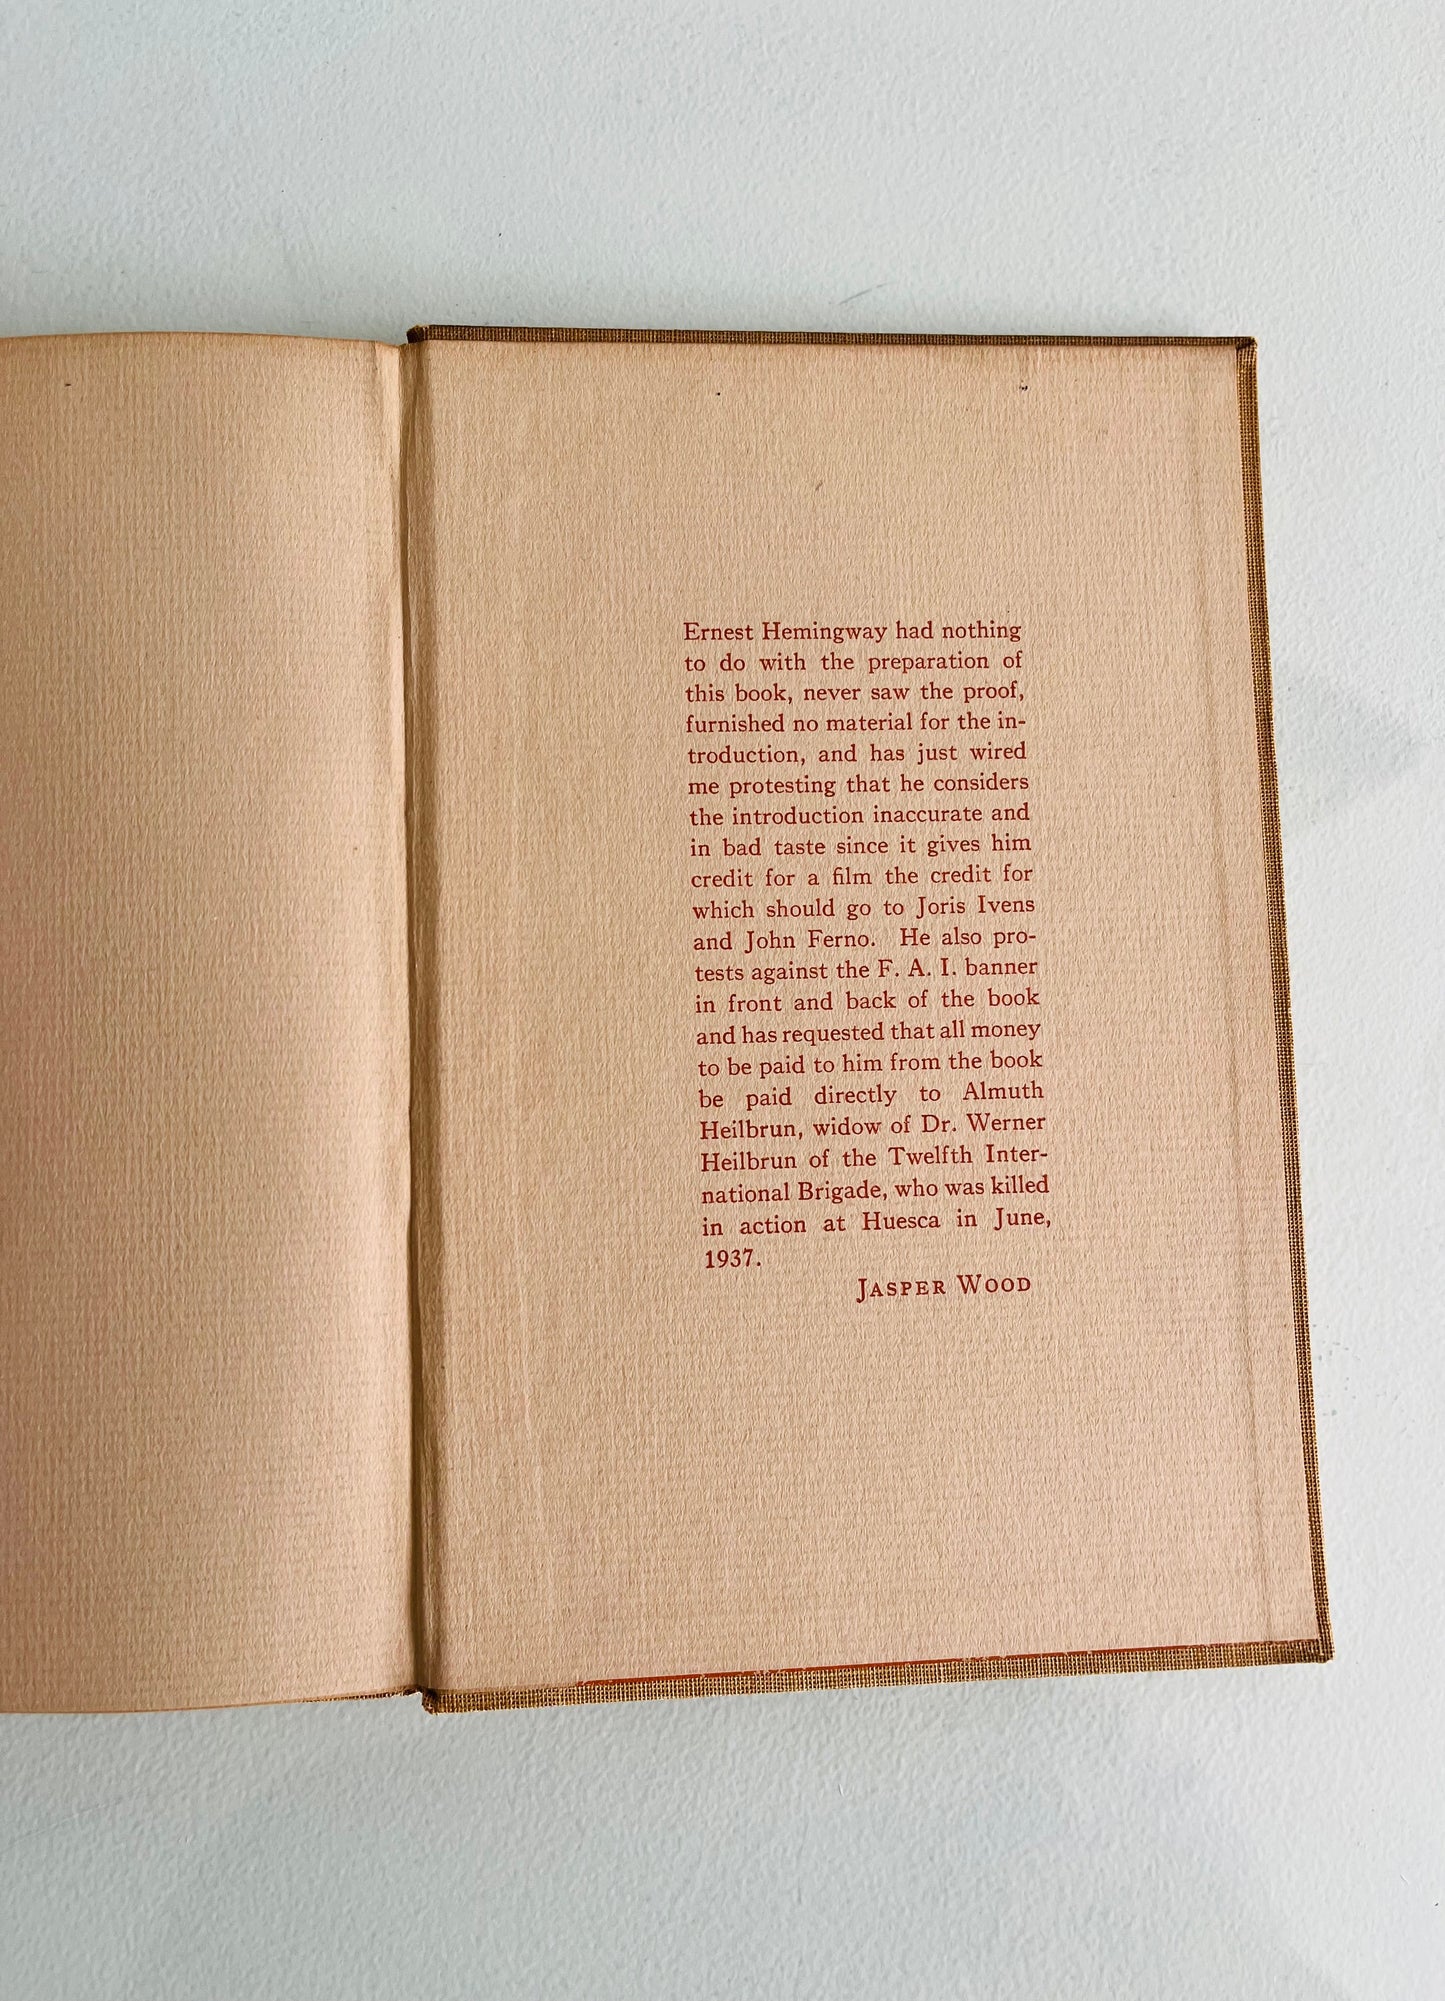 Ernest Hemingway had nothing
to do with the preparation of
this book, never saw the proof,
furnished no material for the in-
troduction, and has just wired
me protesting that he considers
the introduction inaccurate and
in bad taste since it gives him
credit for a film the credit for
which should go to Joris Ivens
and John Ferno. He also pro-
tests against the F. A. I. banner
in front and back of the book
and has requested that all money
to be paid to him from the book
be paid directly to Almuth
Heilbrun, widow of Dr. Werner
Heilbrun of the Twelfth Inter-
national Brigade, who was killed
in action at Huesca in June,
1937.
JASPER WOOD